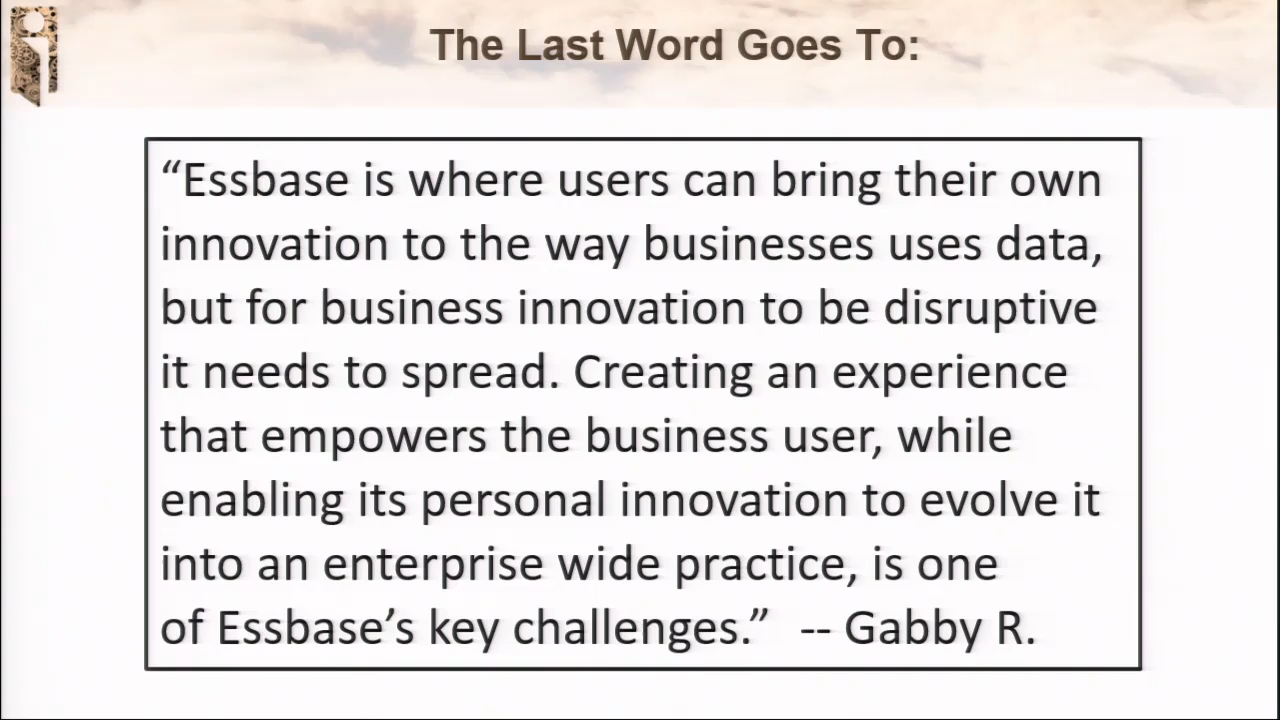 The Last Word Goes To:
“Essbase is where users can bring their own
innovation to the way businesses uses data,
but for business innovation to be disruptive
it needs to spread. Creating an experience
that empowers the business user, while
enabling its personal innovation to evolve it
into an enterprise wide practice, is one
of Essbase’s key challenges.” -- Gabby R.